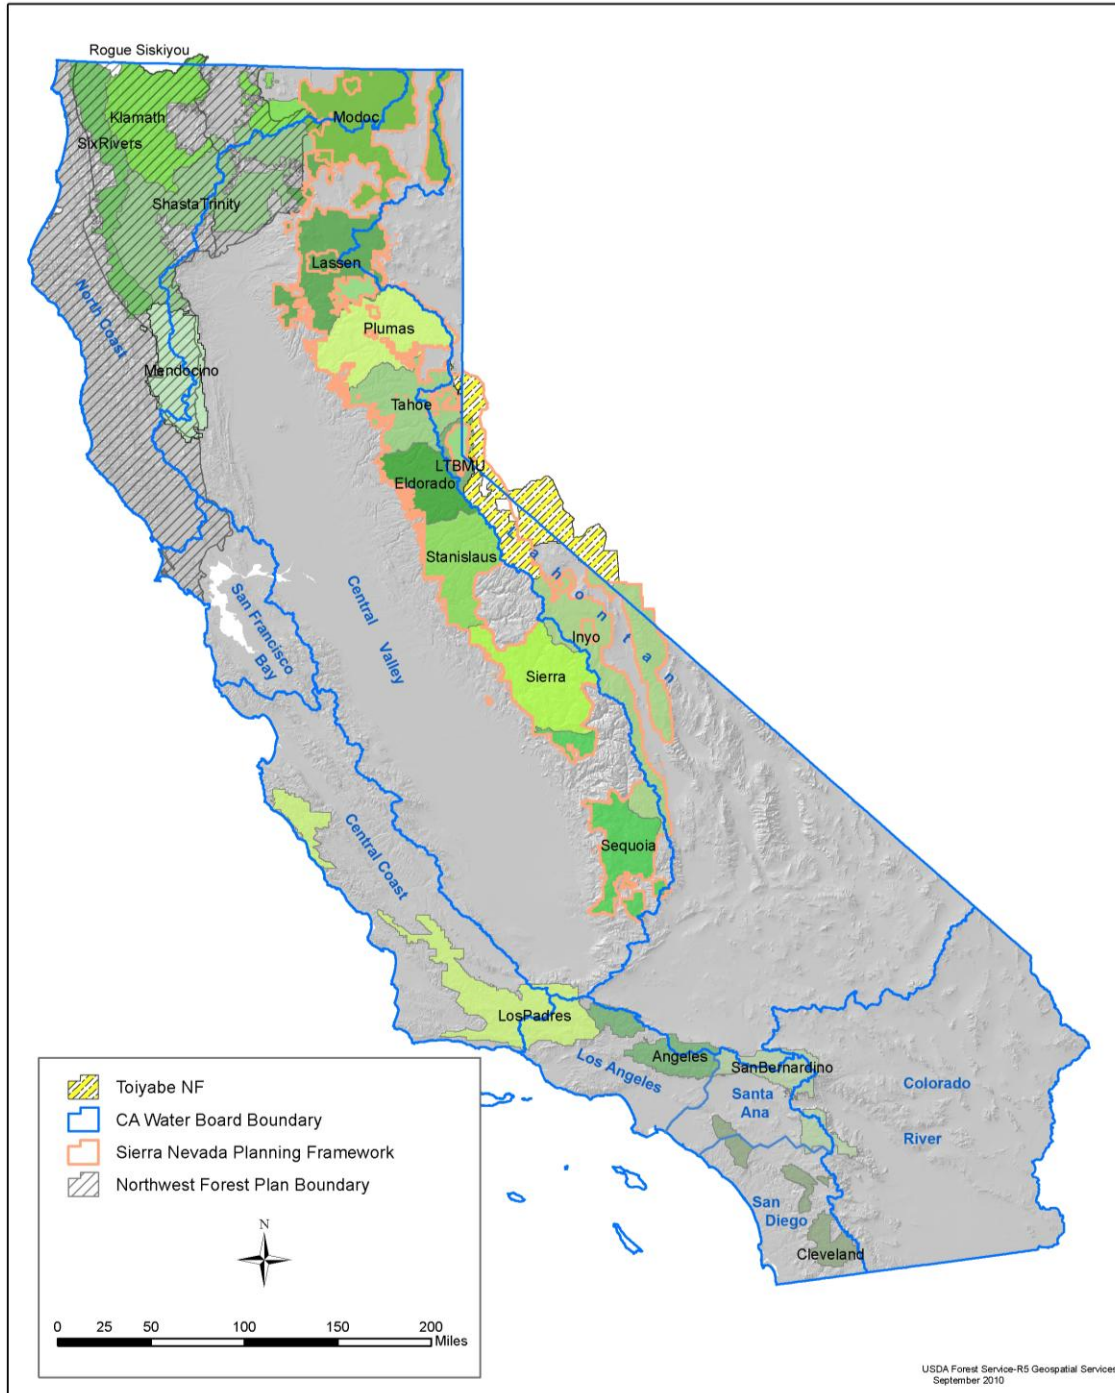 Rogue Siskiyou
Klamath
SixRivers
Modoc
ShastaTrinity
Lassen
North Coast
Plumas
Mendocino
Tahoe
LTBMU
Eldorado
Stanislaus
Lahontan
Central Valley
San Francisco
Bay
Inyo
Sierra
Central Coast
Sequoia
LosPadres
Angeles
Los Angeles
SanBernardino
Santa
Ana
Colorado
River
San
Diego
Cleveland
Toiyabe NF
CA Water Board Boundary
Sierra Nevada Planning Framework
Northwest Forest Plan Boundary
N
0 25 50 100 150 200
Miles
USDA Forest Service-R5 Geospatial Services
September 2010